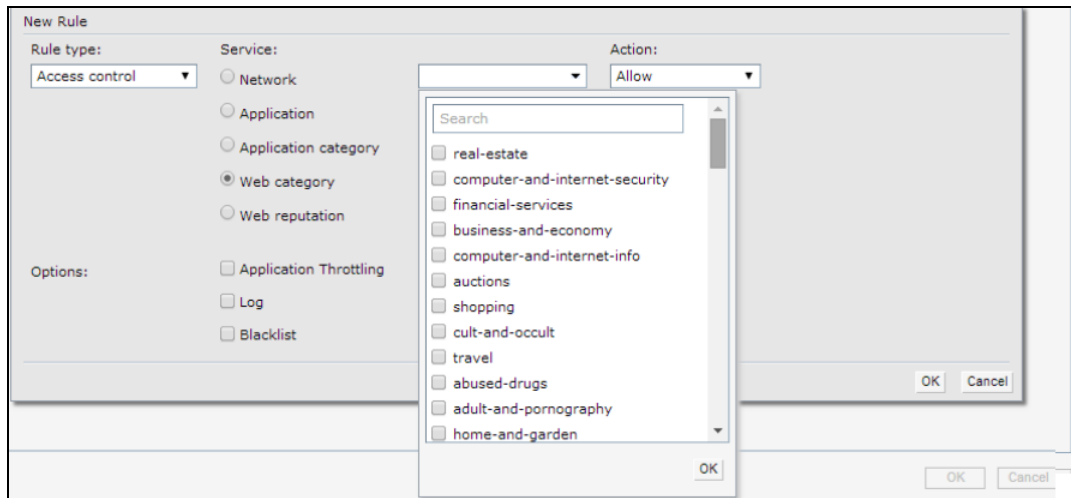 New Rule
Rule type: Service: Action:
Access control Network Allow
Application
Application category
Web category
Web reputation
Options: Application Throttling
Log
Blacklist
Search
real-estate
computer-and-internet-security
financial-services
business-and-economy
computer-and-internet-info
auctions
shopping
cult-and-occult
travel
abused-drugs
adult-and-pornography
home-and-garden
OK
OK Cancel
OK Cancel